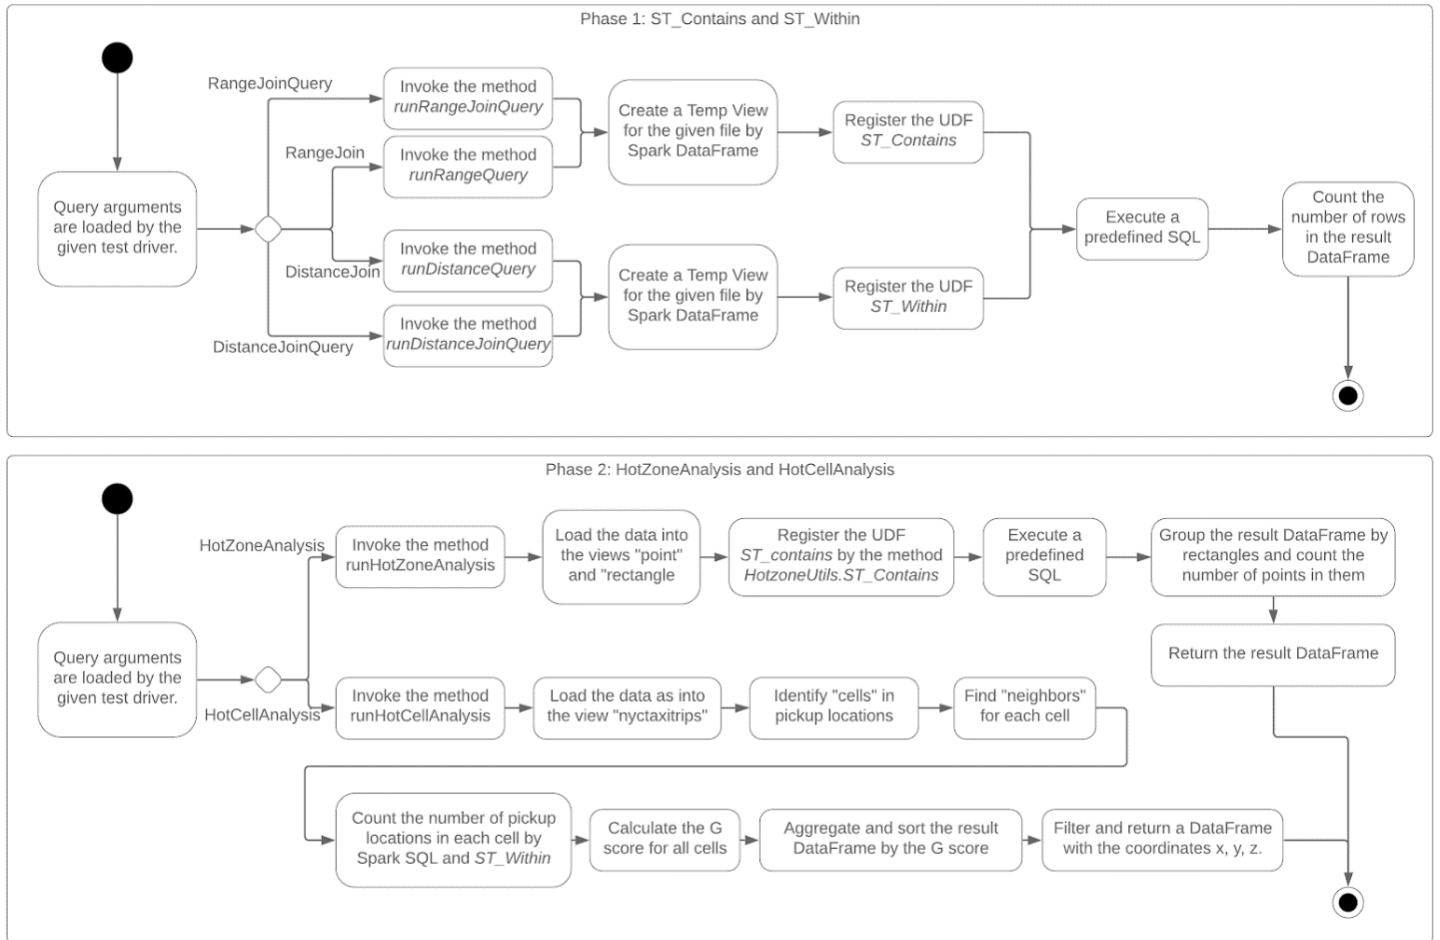 Phase 1: ST_Contains and ST_Within
RangeJoinQuery
Invoke the method
runRangeJoinQuery
RangeJoin
Invoke the method
runRangeQuery
Create a Temp View
for the given file by
Spark DataFrame
Register the UDF
ST_Contains
Query arguments
are loaded by the
given test driver.
Invoke the method
runDistanceQuery
DistanceJoin
Invoke the method
runDistanceJoinQuery
DistanceJoinQuery
Create a Temp View
for the given file by
Spark DataFrame
Register the UDF
ST_Within
Execute a
predefined SQL
Count the
number of rows
in the result
DataFrame
Phase 2: HotZoneAnalysis and HotCellAnalysis
HotZoneAnalysis
Invoke the method
runHotZoneAnalysis
Load the data into
the views "point"
and "rectangle
Register the UDF
ST_contains by the method
HotzoneUtils.ST_Contains
Execute a
predefined
SQL
Group the result DataFrame by
rectangles and count the
number of points in them
Return the result DataFrame
Query arguments
are loaded by the
given test driver.
HotCellAnalysis
Invoke the method
runHotCellAnalysis
Load the data as into
the view "nyctaxitrips"
Identify "cells" in
pickup locations
Find "neighbors"
for each cell
Count the number of pickup
locations in each cell by
Spark SQL and ST_Within
Calculate the G
score for all cells
Aggregate and sort the result
DataFrame by the G score
Filter and return a DataFrame
with the coordinates x, y, z.